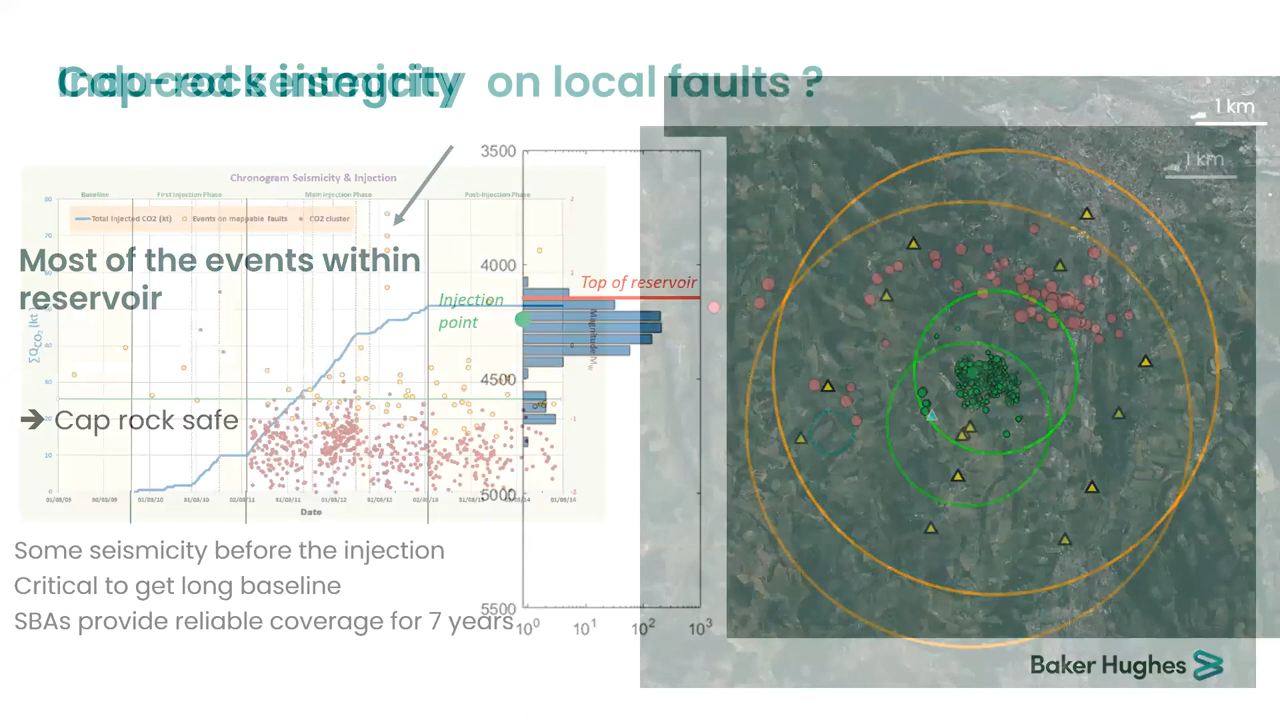 Cap-rock integrity
Induced seismicity on local faults ?
1 km
1 km
Chronogram Seismicity & Injection
Baseline
First Injection Phase
Main Injection Phase
Post-Injection Phase
Total Injected CO2 (kt)
Events on mappable faults
CO2 cluster
Most of the events within
reservoir
➔ Cap rock safe
Injection
point
Top of reservoir
3500
4000
4500
5000
5500
10⁰
10¹
10²
10³
Date
Some seismicity before the injection
Critical to get long baseline
SBAs provide reliable coverage for 7 years
Baker Hughes